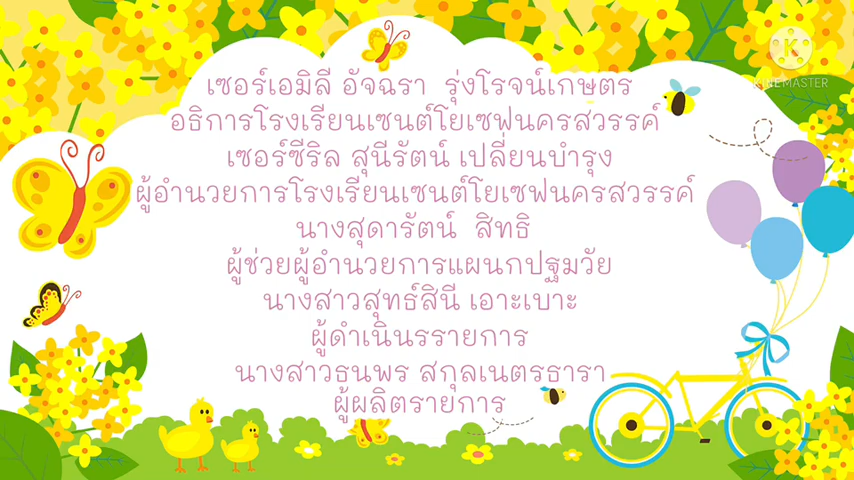 เซอร์เอมิลี อัจฉรา รุ่งโรจน์เกษตร
อธิการโรงเรียนเซนต์โยเซฟนครสวรรค์
เซอร์ซีริล สุนีรัตน์ เปลี่ยนบำรุง
ผู้อำนวยการโรงเรียนเซนต์โยเซฟนครสวรรค์
นางสุดารัตน์ สิทธิ
ผู้ช่วยผู้อำนวยการแผนกปฐมวัย
นางสาวสุทธ์สินี เอาะเบาะ
ผู้ดำเนินรรายการ
นางสาวธนพร สกุลเนตรธารา
ผู้ผลิตรายการ
K
KINEMASTER